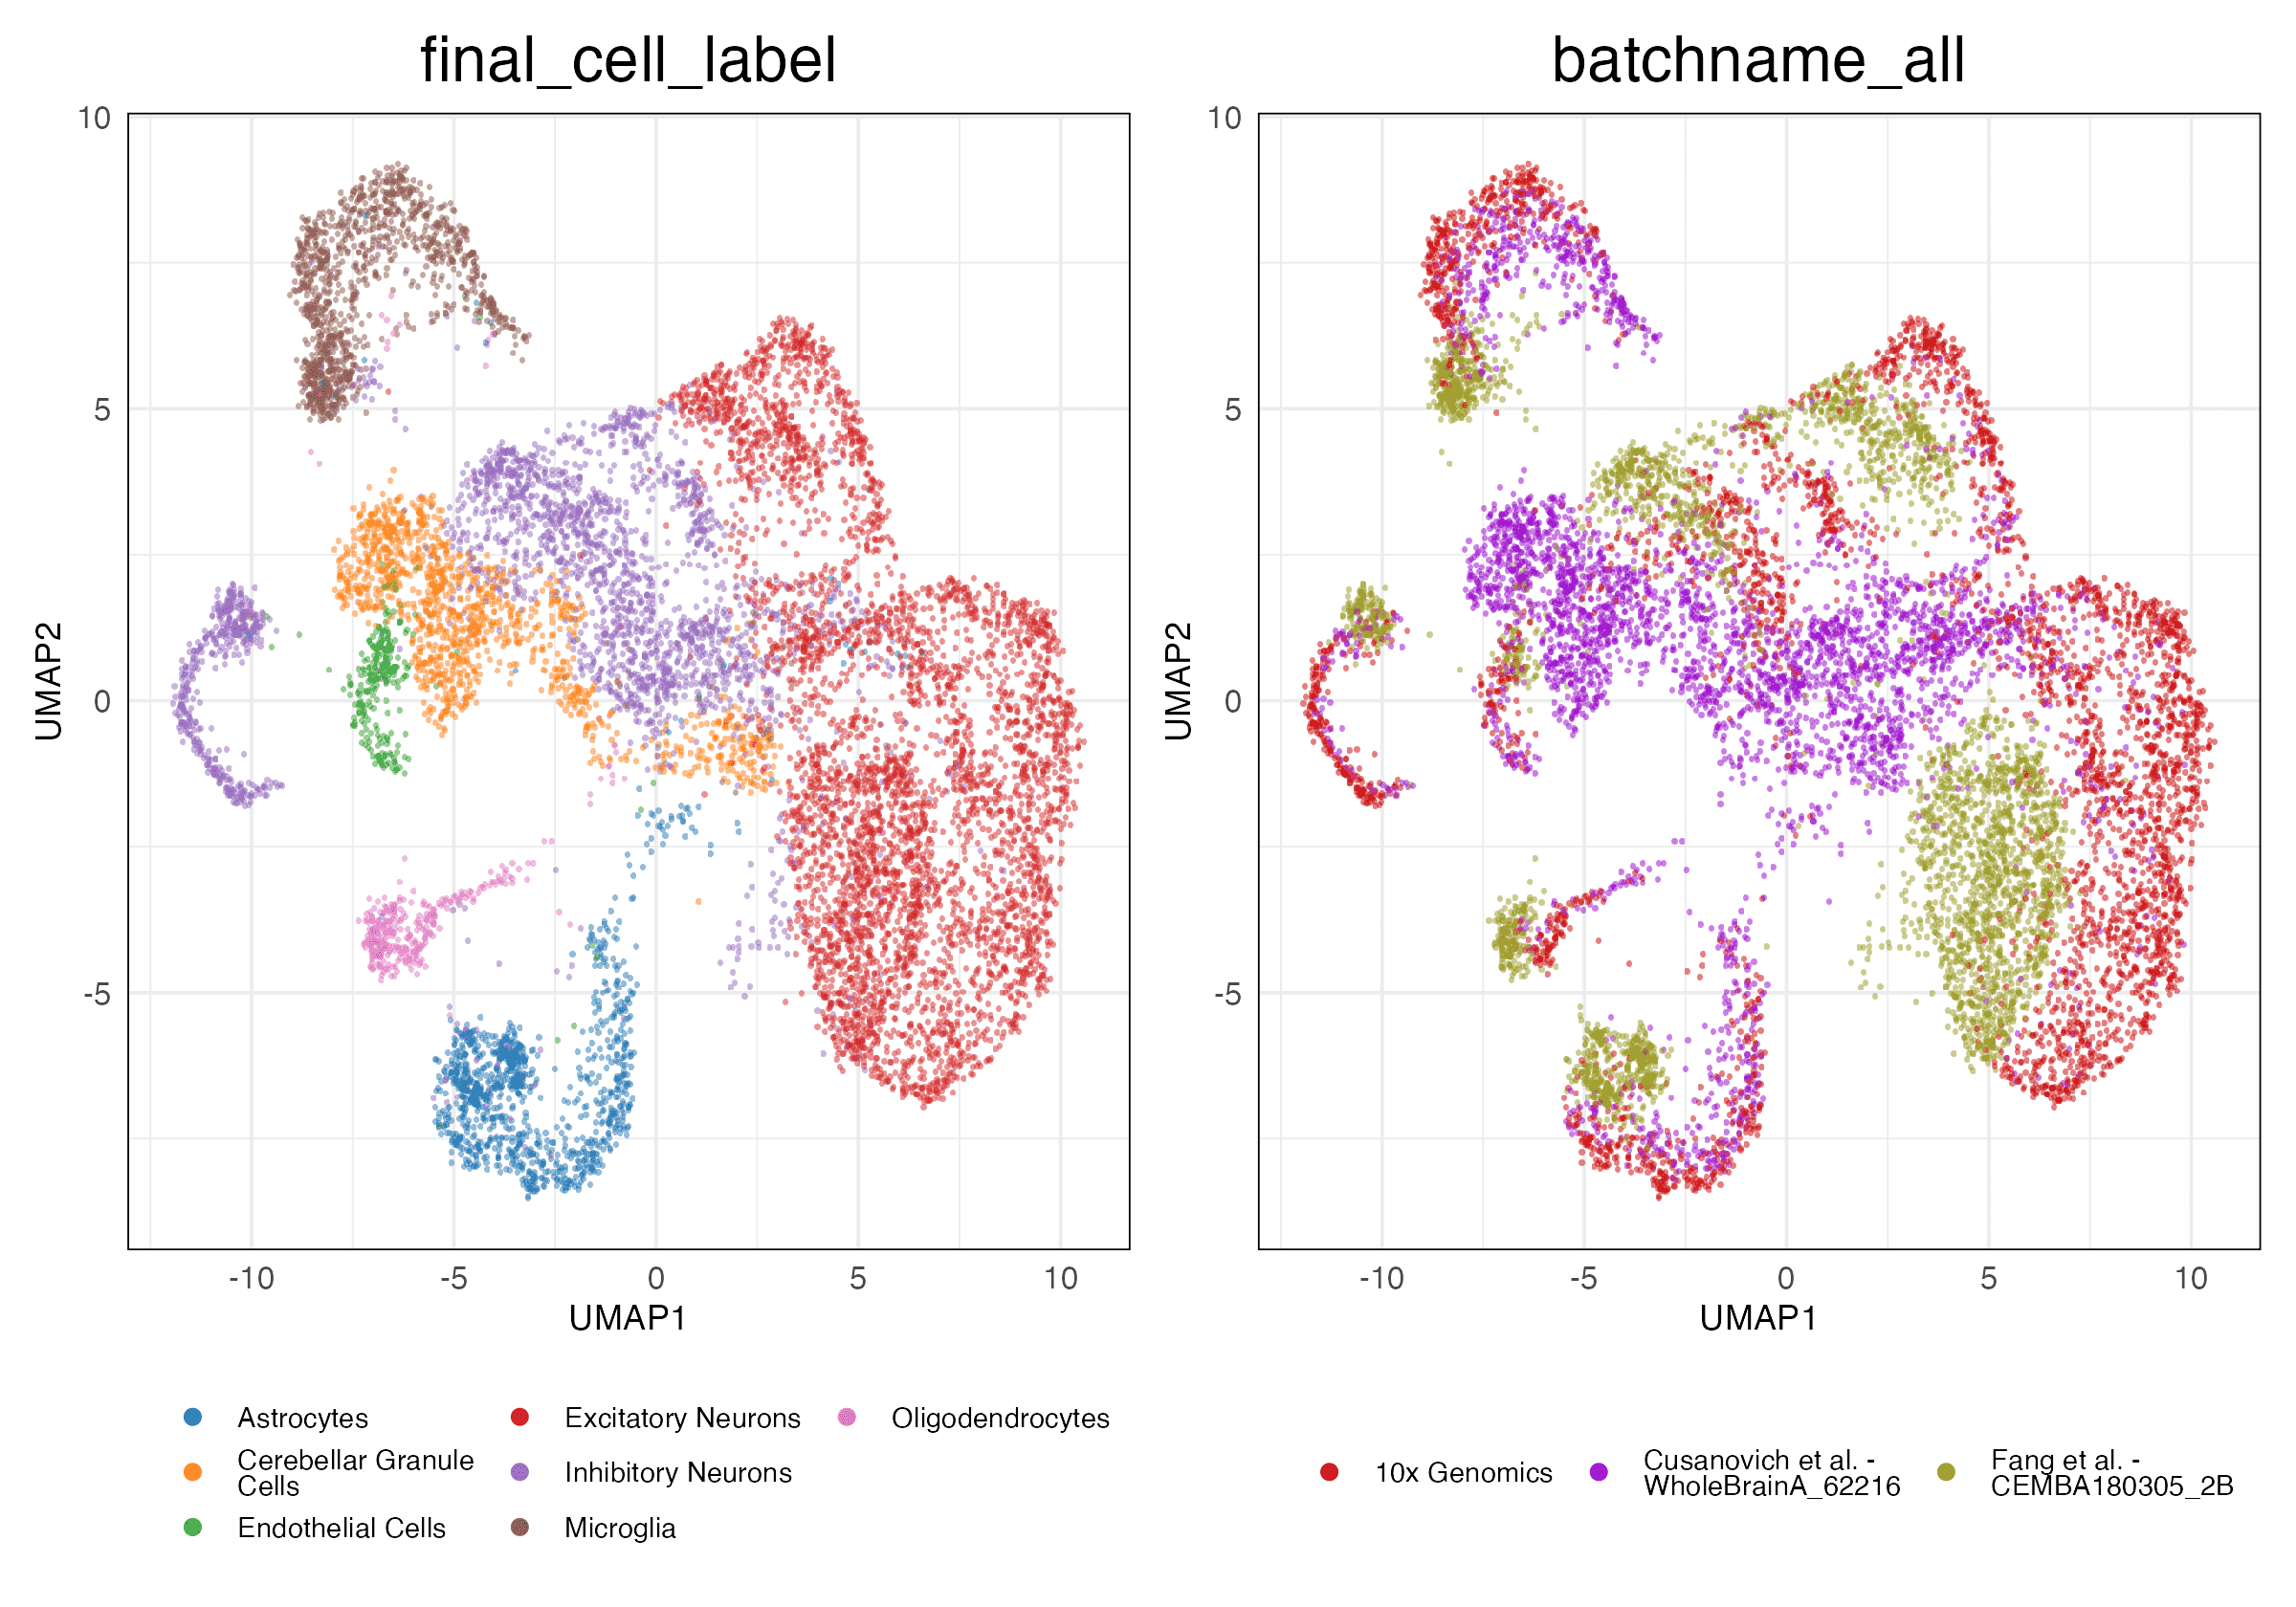 final_cell_label
batchname_all
10
5
0
-5
UMAP2
-10
-5
0
5
10
UMAP1
10
5
0
-5
UMAP2
-10
-5
0
5
10
UMAP1
Astrocytes
Cerebellar Granule
Cells
Endothelial Cells
Excitatory Neurons
Inhibitory Neurons
Microglia
Oligodendrocytes
10x Genomics
Cusanovich et al. -
WholeBrainA_62216
Fang et al. -
CEMBA180305_2B